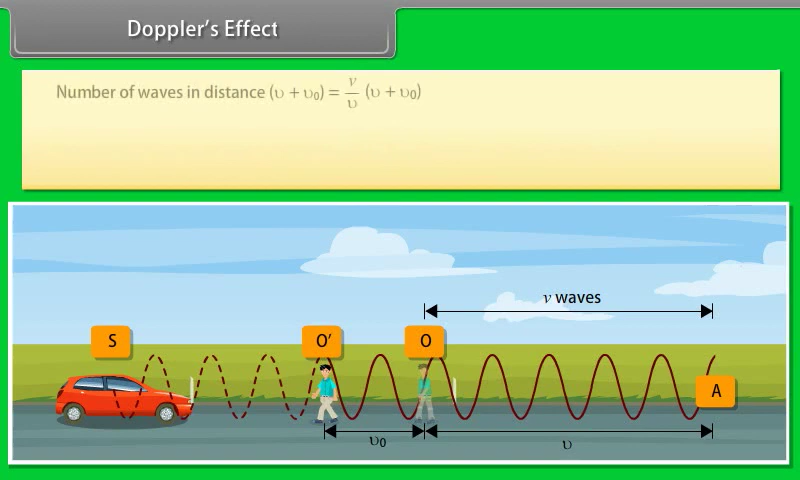 Doppler's Effect
Number of waves in distance (υ + υ₀) = ν/υ (υ + υ₀)
ν waves
S
O'
O
A
υ₀
υ